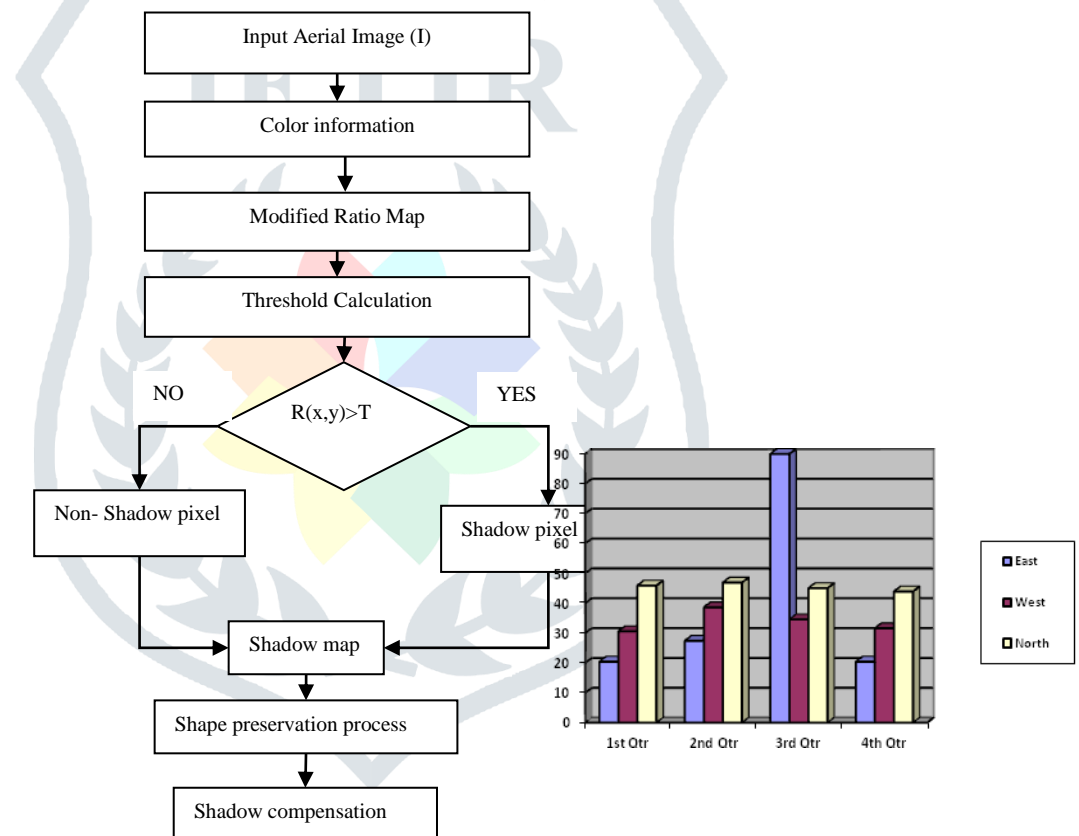 Input Aerial Image (I)
JETIR
Color information
Modified Ratio Map
Threshold Calculation
NO
YES
R(x,y)>T
Non- Shadow pixel
Shadow pixel
Shadow map
Shape preservation process
Shadow compensation
90
80
70
60
50
40
30
20
10
0
1st Qtr 2nd Qtr 3rd Qtr 4th Qtr
East
West
North